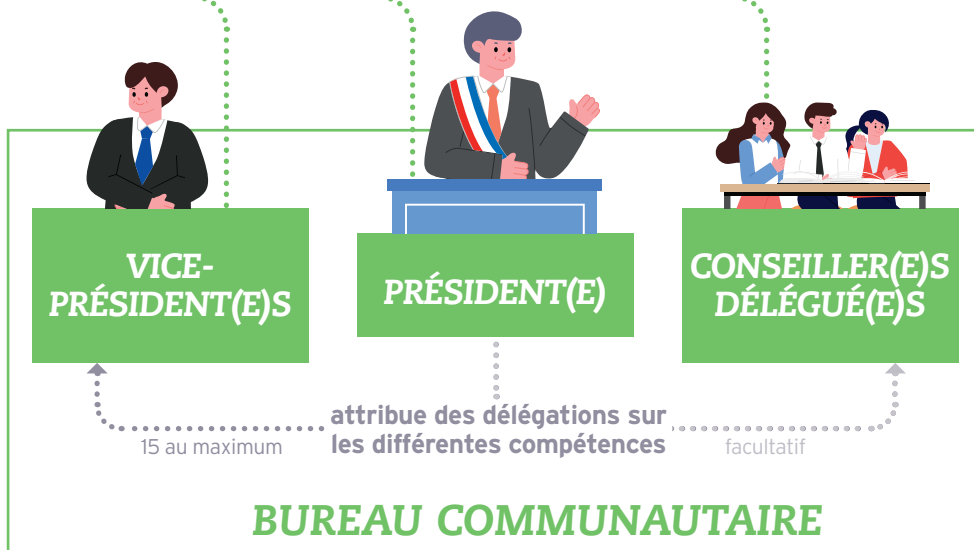 VICE-
PRÉSIDENT(E)S
PRÉSIDENT(E)
CONSEILLER(E)S
DÉLÉGUÉ(E)S
attribue des délégations sur
les différentes compétences
15 au maximum
facultatif
BUREAU COMMUNAUTAIRE